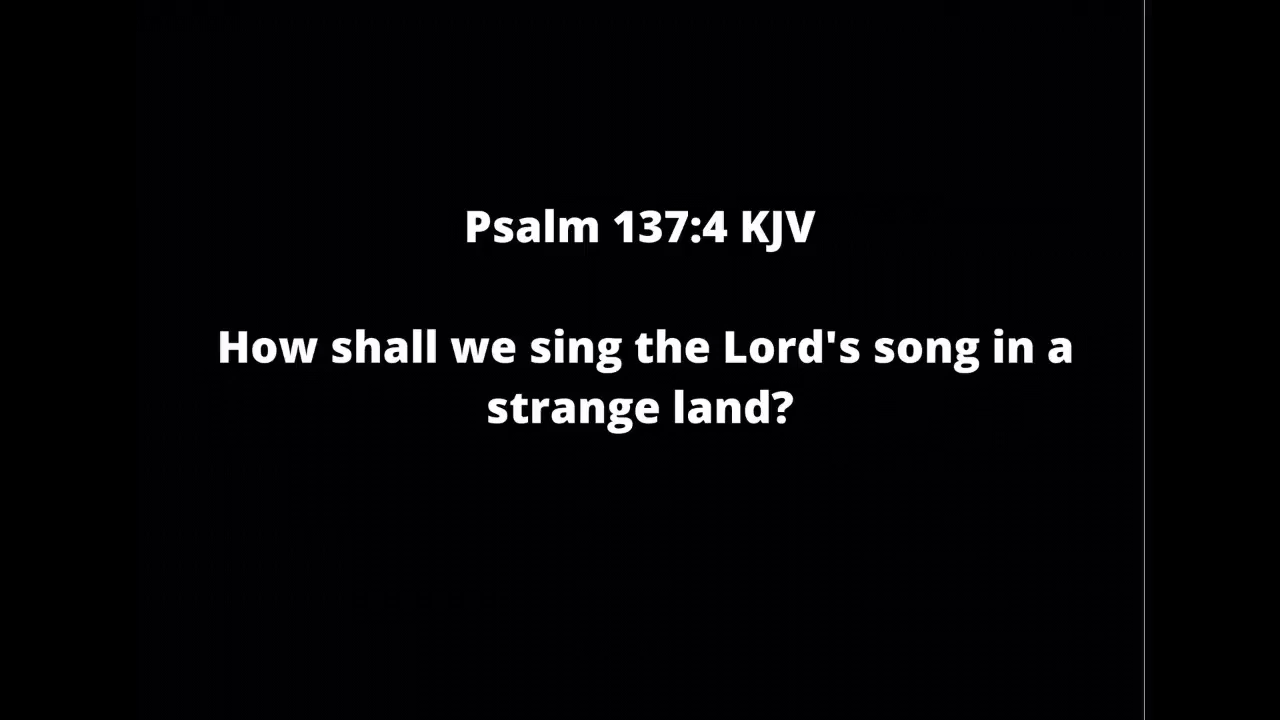 Psalm 137:4 KJV
How shall we sing the Lord's song in a
strange land?